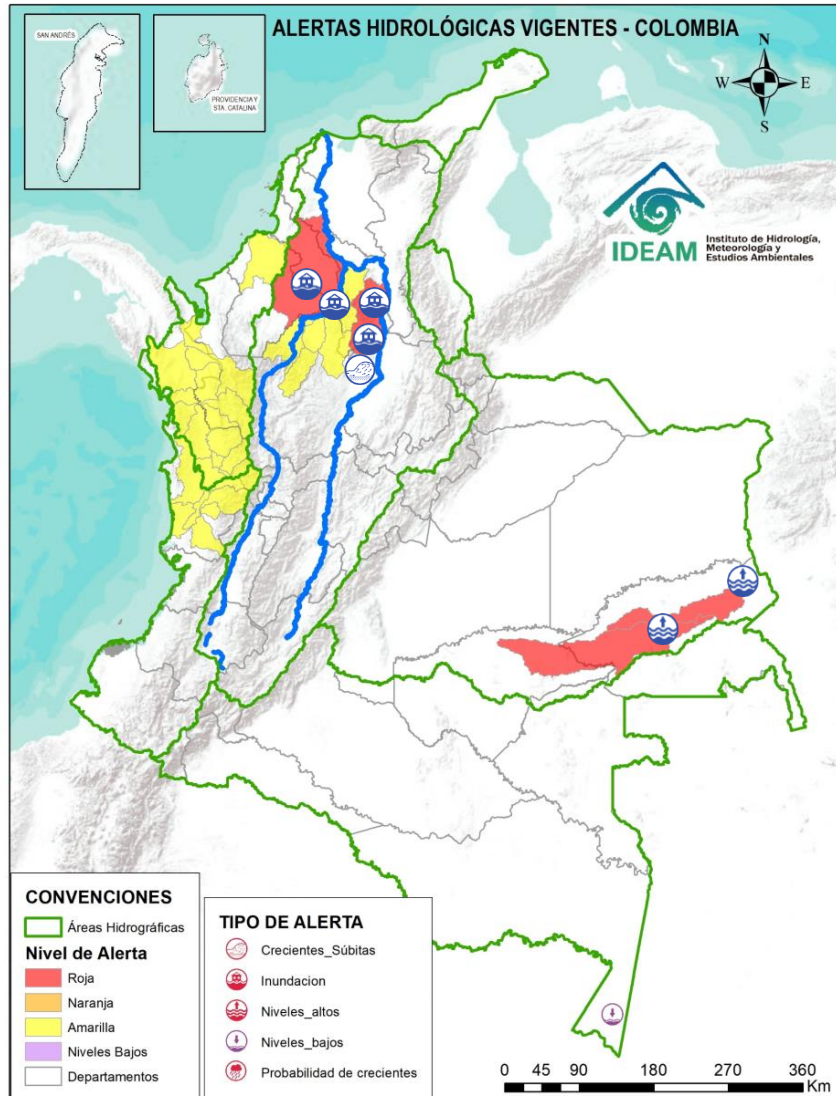 ALERTAS HIDROLÓGICAS VIGENTES - COLOMBIA
SAN ANDRÉS
PROVIDENCIA Y
STA. CATALINA
N
W
E
S
IDEAM
Instituto de Hidrología,
Meteorología y
Estudios Ambientales
CONVENCIONES
Áreas Hidrográficas
Nivel de Alerta
Roja
Naranja
Amarilla
Niveles Bajos
Departamentos
TIPO DE ALERTA
Crecientes_Súbitas
Inundacion
Niveles_altos
Niveles_bajos
Probabilidad de crecientes
0 45 90 180 270 360
Km